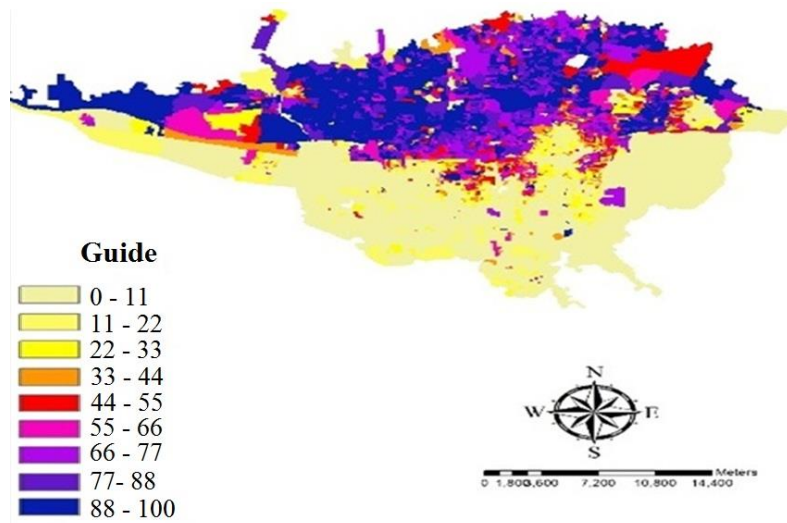 Guide
0 - 11
11 - 22
22 - 33
33 - 44
44 - 55
55 - 66
66 - 77
77- 88
88 - 100
N
W E
S
Meters
0 1,800 3,600 7,200 10,800 14,400